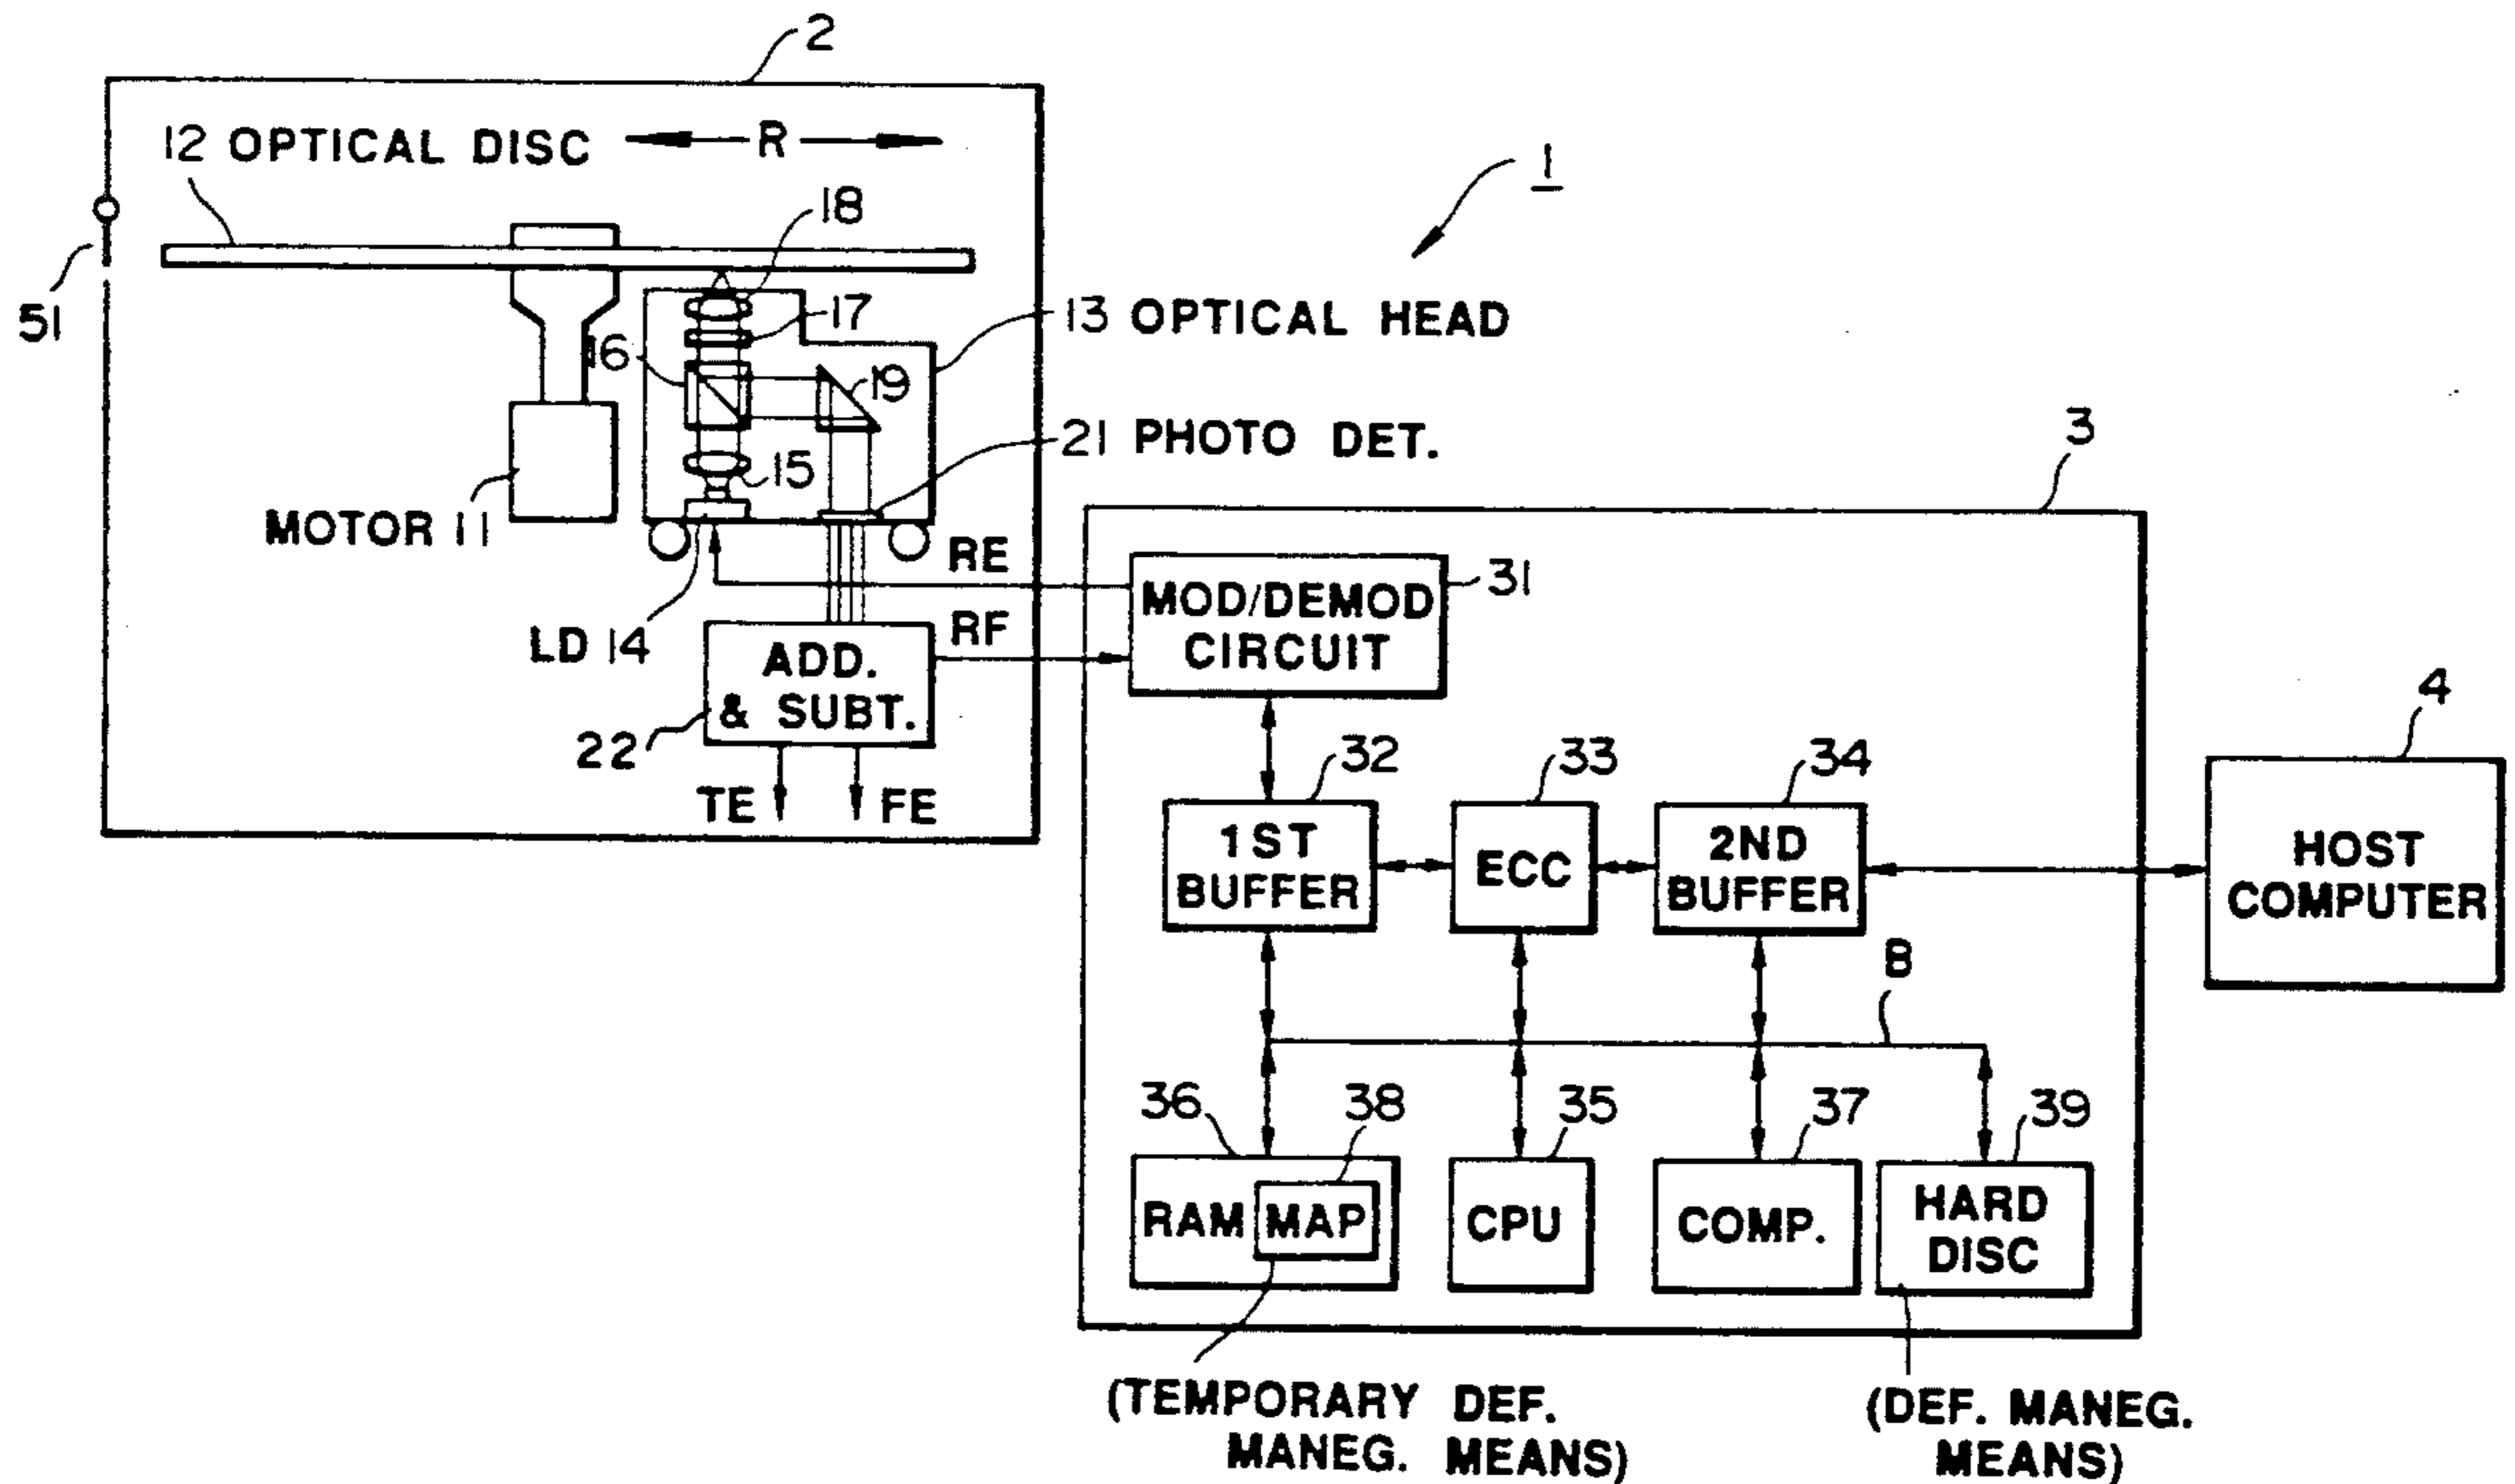 2
12 OPTICAL DISC
R
1
18
51
17
13 OPTICAL HEAD
16
19
21 PHOTO DET.
3
15
MOTOR 11
RE
MOD/DEMOD
CIRCUIT
31
LD 14
RF
ADD.
& SUBT.
22
TE
FE
4
32
33
34
1ST
BUFFER
ECC
2ND
BUFFER
HOST
COMPUTER
B
36
38
35
37
39
RAM
MAP
CPU
COMP.
HARD
DISC
(TEMPORARY DEF.
MANEG. MEANS)
(DEF. MANEG.
MEANS)